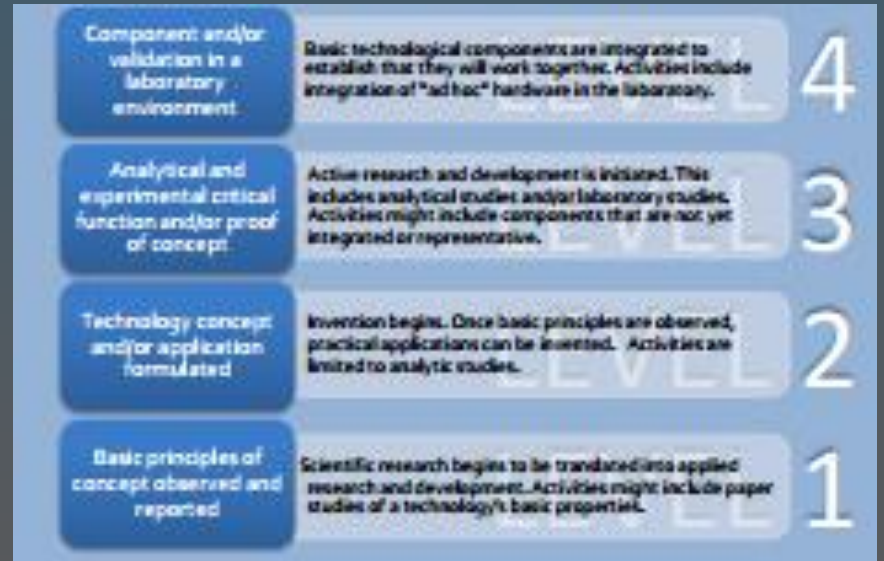 Component and/or
validation in a
laboratory
environment
Basic technological components are integrated to
establish that they will work together. Activities include
integration of "ad hoc" hardware in the laboratory.
LEVEL
4
Analytical and
experimental critical
function and/or proof
of concept
Active research and development is initiated. This
includes analytical studies and/or laboratory studies.
Activities might include components that are not yet
integrated or representative.
LEVEL
3
Technology concept
and/or application
formulated
Invention begins. Once basic principles are observed,
practical applications can be invented. Activities are
limited to analytic studies.
LEVEL
2
Basic principles of
concept observed and
reported
Scientific research begins to be translated into applied
research and development. Activities might include paper
studies of a technology's basic properties.
LEVEL
1